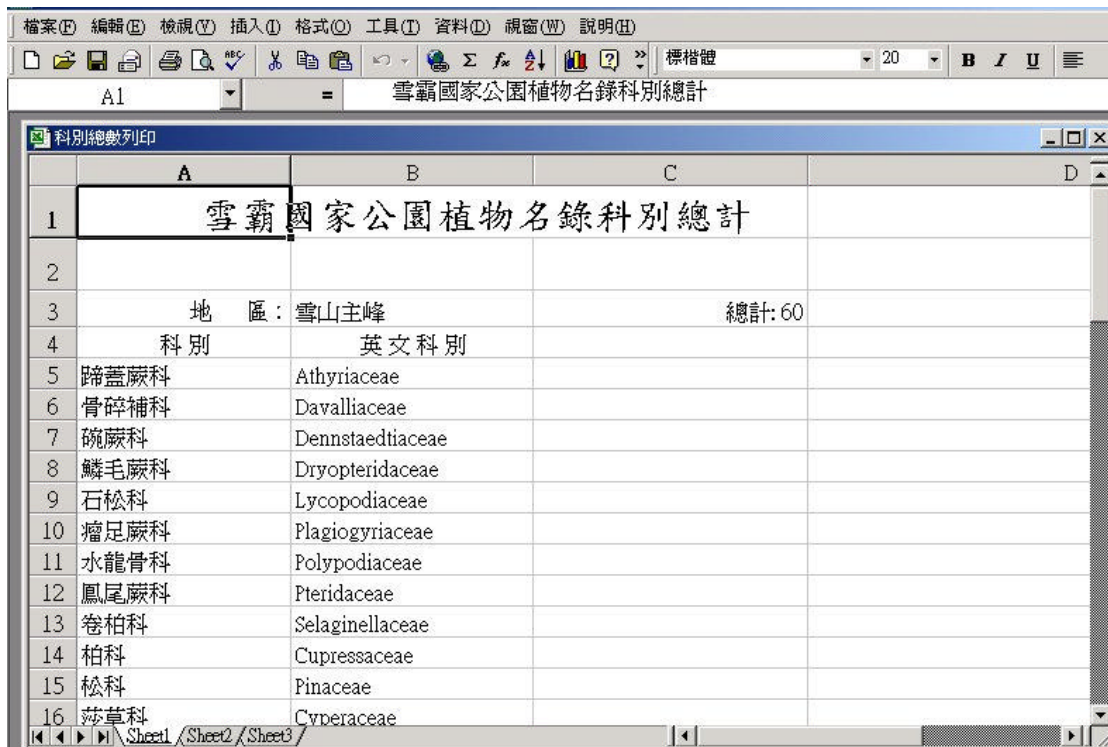 檔案(F) 編輯(E) 檢視(V) 插入(I) 格式(O) 工具(T) 資料(D) 視窗(W) 說明(H)
ABC Σ fx A Z 標楷體 20 B I U
A1 = 雪霸國家公園植物名錄科別總計
科別總數列印
A B C D
1 雪霸國家公園植物名錄科別總計
2
3 地 區: 雪山主峰 總計: 60
4 科別 英文科別
5 蹄蓋蕨科 Athyriaceae
6 骨碎補科 Davalliaceae
7 碗蕨科 Dennstaedtiaceae
8 鱗毛蕨科 Dryopteridaceae
9 石松科 Lycopodiaceae
10 瘤足蕨科 Plagiogyriaceae
11 水龍骨科 Polypodiaceae
12 鳳尾蕨科 Pteridaceae
13 卷柏科 Selaginellaceae
14 柏科 Cupressaceae
15 松科 Pinaceae
16 莎草科 Cyperaceae
Sheet1 Sheet2 Sheet3